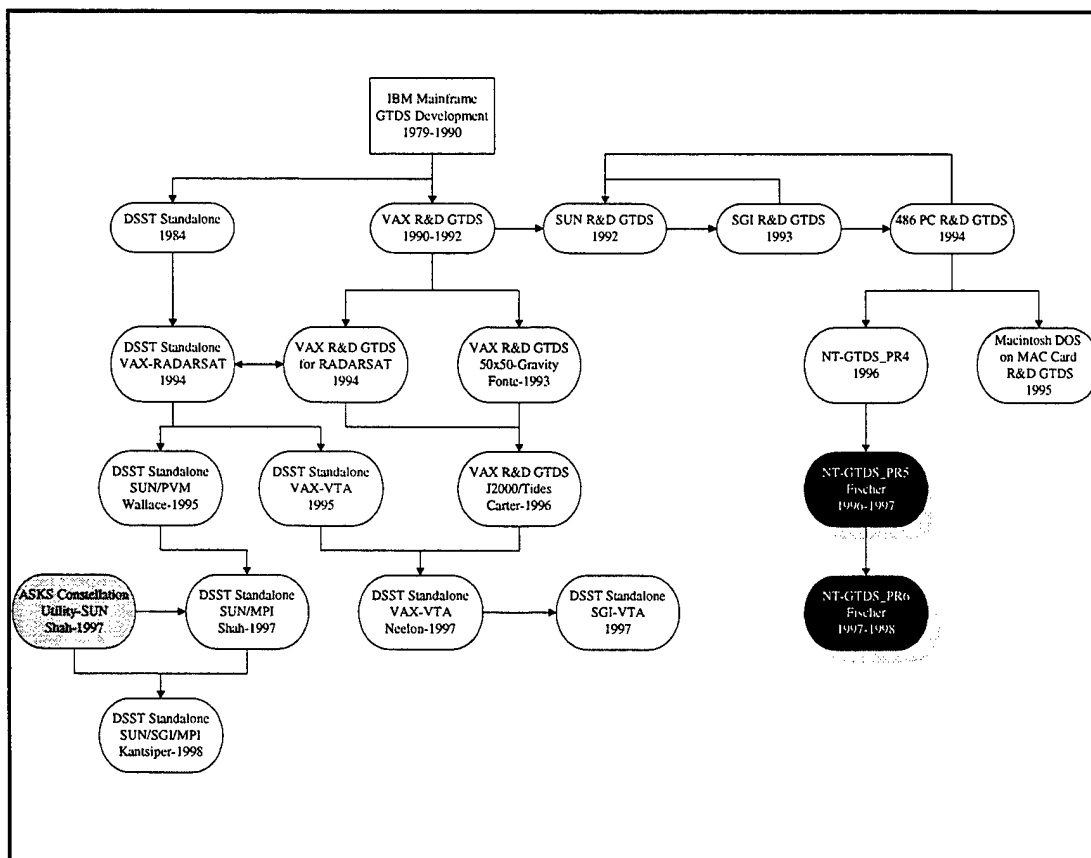 IBM Mainframe
GTDS Development
1979-1990
DSST Standalone
1984
VAX R&D GTDS
1990-1992
SUN R&D GTDS
1992
SGI R&D GTDS
1993
486 PC R&D GTDS
1994
DSST Standalone
VAX-RADARSAT
1994
VAX R&D GTDS
for RADARSAT
1994
VAX R&D GTDS
50x50-Gravity
Fonte-1993
NT-GTDS_PR4
1996
Macintosh DOS
on MAC Card
R&D GTDS
1995
DSST Standalone
SUN/PVM
Wallace-1995
DSST Standalone
VAX-VTA
1995
VAX R&D GTDS
J2000/Tides
Carter-1996
NT-GTDS_PR5
Fischer
1996-1997
ASKS Constellation
Utility-SUN
Shah-1997
DSST Standalone
SUN/MPI
Shah-1997
DSST Standalone
VAX-VTA
Neelon-1997
DSST Standalone
SGI-VTA
1997
NT-GTDS_PR6
Fischer
1997-1998
DSST Standalone
SUN/SGI/MPI
Kantsiper-1998